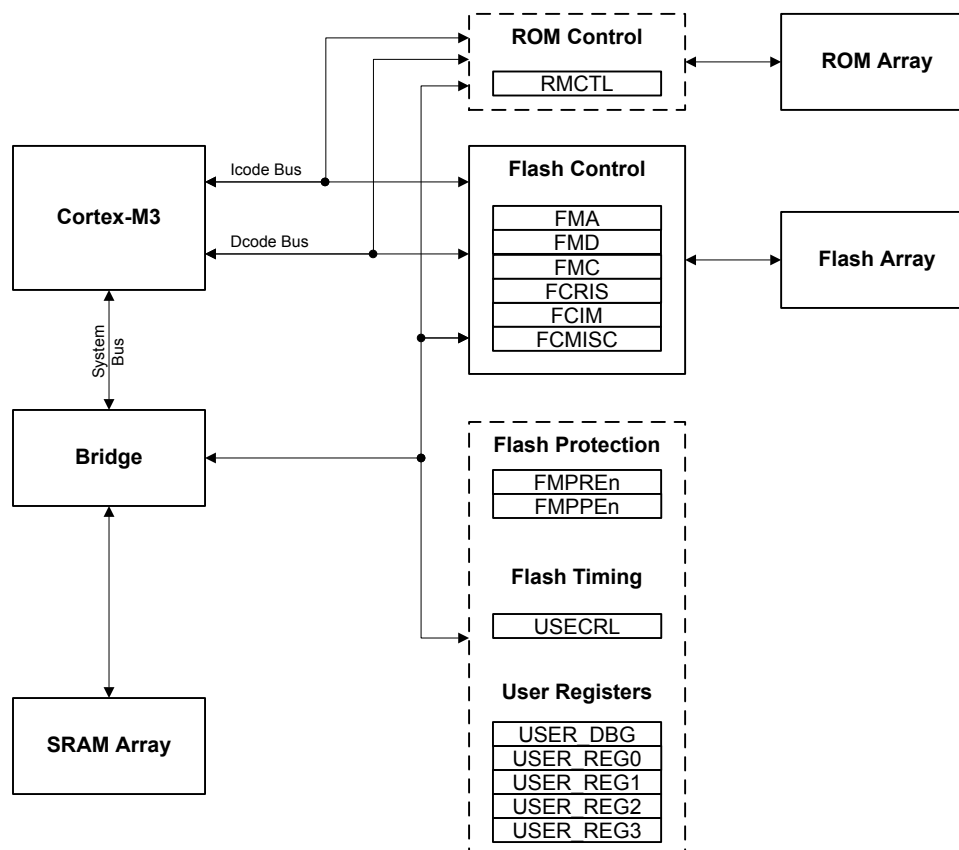 ROM Control
RMCTL
ROM Array
Icode Bus
Cortex-M3
Dcode Bus
Flash Control
FMA
FMD
FMC
FCRIS
FCIM
FCMISC
Flash Array
System
Bus
Bridge
Flash Protection
FMPREn
FMPPEn
Flash Timing
USECRL
User Registers
USER_DBG
USER_REG0
USER_REG1
USER_REG2
USER_REG3
SRAM Array